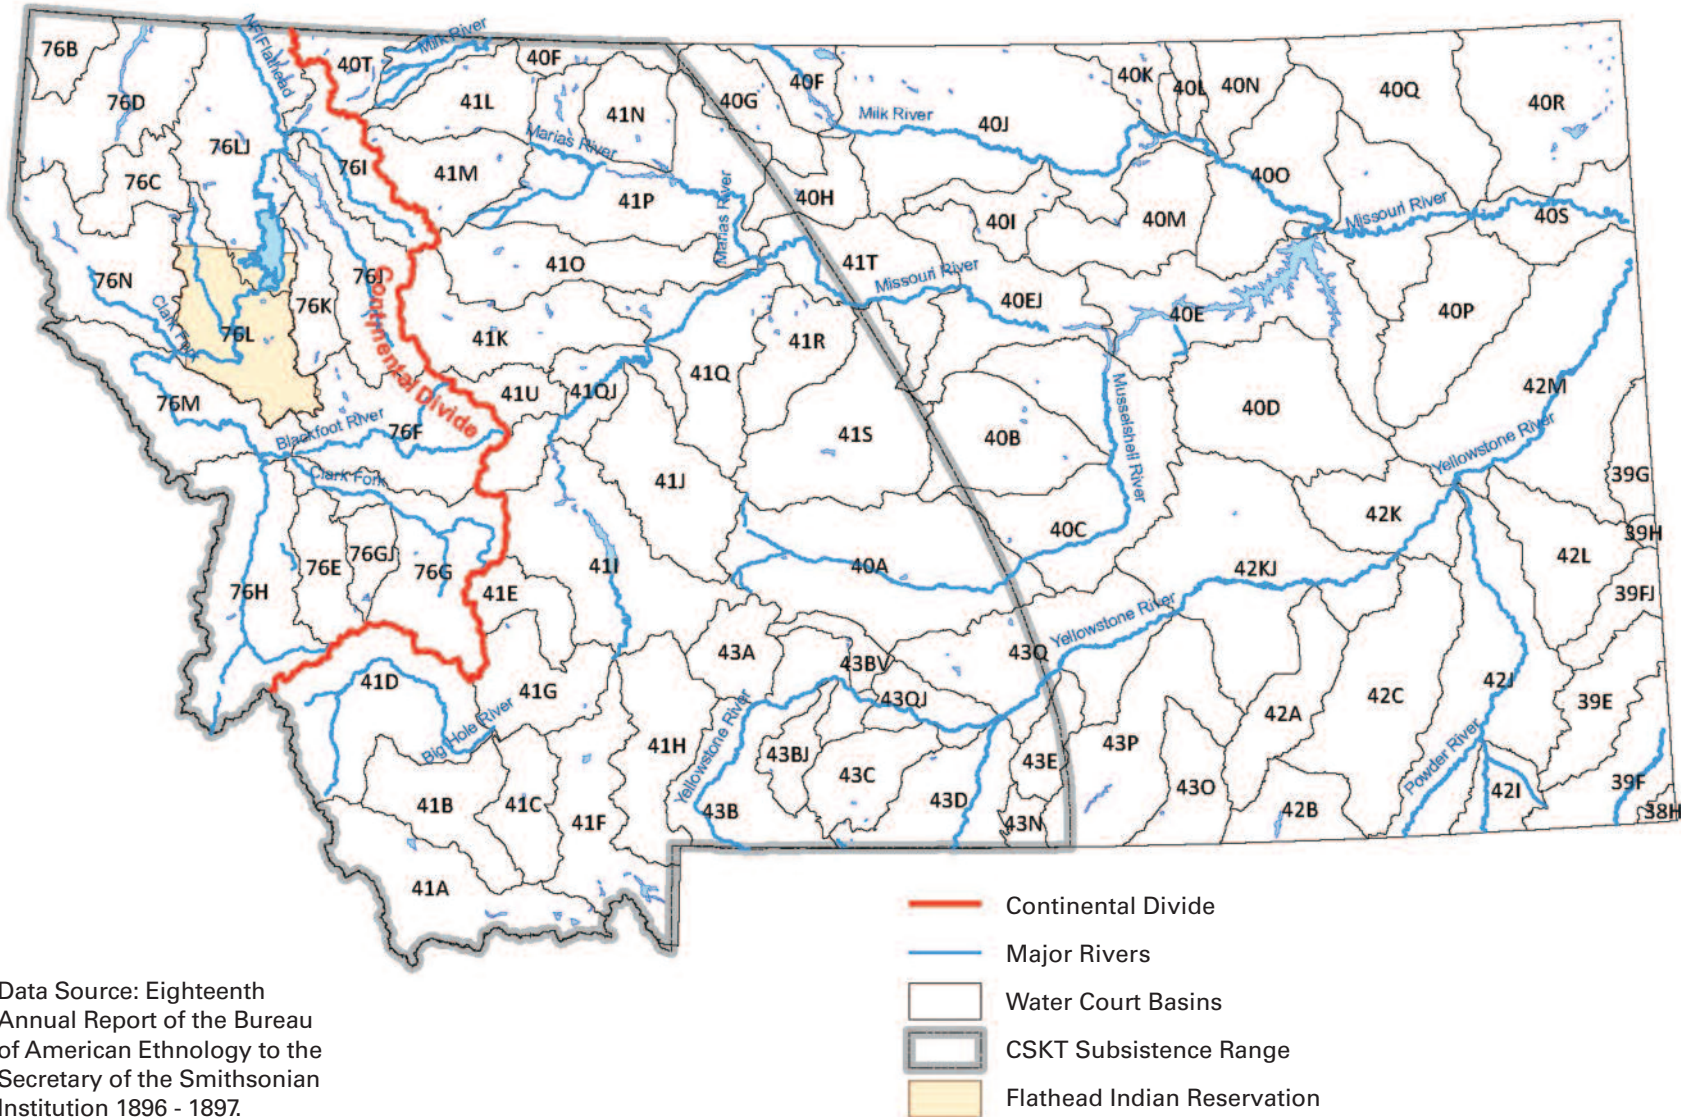 76B
76D
NF Flathead
40T
Milk River
40F
41L
41N
40G
40F
Milk River
40J
40K
40L
40N
40Q
40R
76LJ
76I
76C
41M
Marias River
41P
Marias River
40H
40I
40M
40O
Missouri River
40S
76N
Clark Fork
76L
76K
76J
Continental Divide
41O
41T
Missouri River
40EJ
40E
40P
41K
41R
41Q
41U
41QJ
42M
76M
Blackfoot River
76F
Clark Fork
41S
40B
Musselshell River
40D
Yellowstone River
39G
41J
42K
39H
76H
76E
76GJ
76G
41E
41I
40A
40C
42KJ
42L
39FJ
Yellowstone River
41D
41G
Big Hole River
43A
43BV
43QJ
43Q
42A
42C
42J
39E
41H
Yellowstone River
43BJ
43C
43D
43E
43P
43O
42B
Powder River
42I
39F
38H
41B
41C
41F
43B
43N
41A
Continental Divide
Major Rivers
Water Court Basins
CSKT Subsistence Range
Flathead Indian Reservation
Data Source: Eighteenth
Annual Report of the Bureau
of American Ethnology to the
Secretary of the Smithsonian
Institution 1896 - 1897.